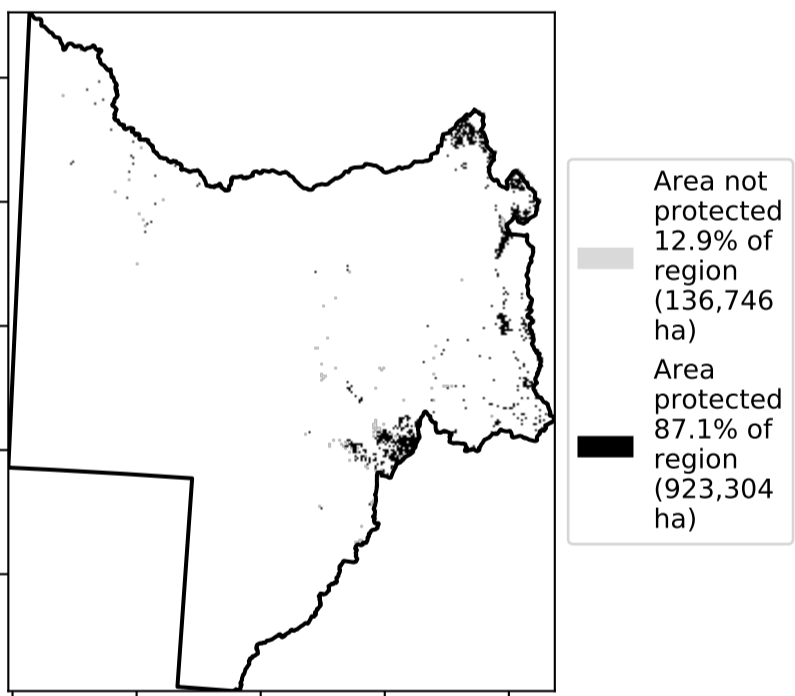 Area not
protected
12.9% of
region
(136,746
ha)
Area
protected
87.1% of
region
(923,304
ha)